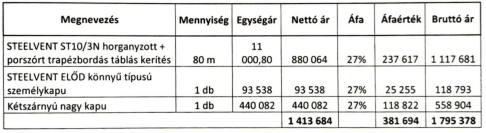 Megnevezés Mennyiség Egységár Nettó ár Áfa Áfaérték Bruttó ár
STEELVENT ST10/3N horganyzott + 11
porszórt trapézbordás táblás kerítés 80 m 000,80 880 064 27% 237 617 1 117 681
STEELVENT ELŐD könnyű típusú
személykapu 1 db 93 538 93 538 27% 25 255 118 793
Kétszárnyú nagy kapu 1 db 440 082 440 082 27% 118 822 558 904
1 413 684 381 694 1 795 378